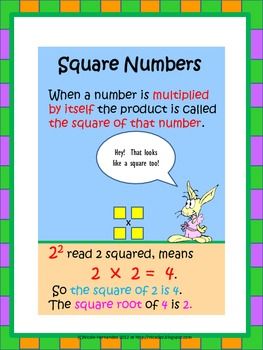 Square Numbers
When a number is multiplied
by itself the product is called
the square of that number.
Hey! That looks
like a square too!
x
2² read 2 squared, means
2 × 2 = 4.
So the square of 2 is 4.
The square root of 4 is 2.